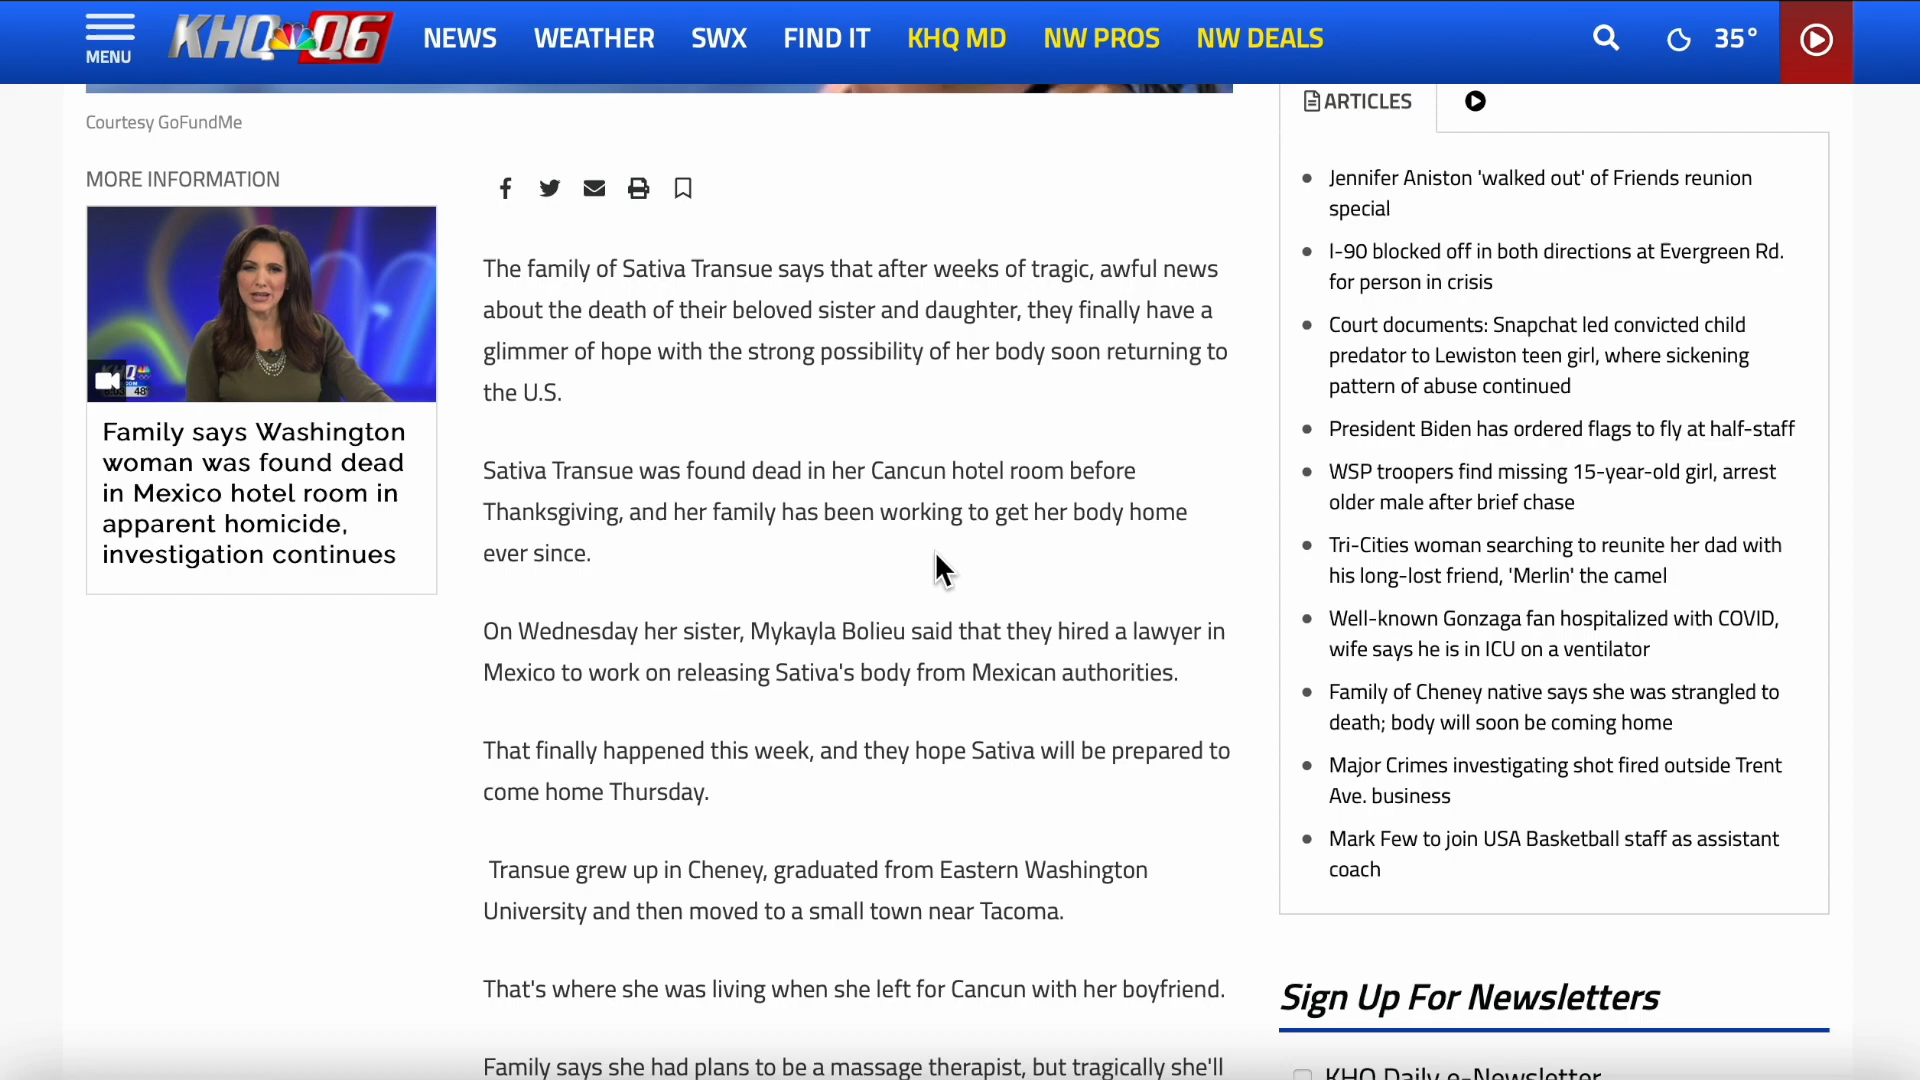 MENU
KHQ Q6
NEWS WEATHER SWX FIND IT KHQ MD NW PROS NW DEALS
35°
Courtesy GoFundMe
MORE INFORMATION
Family says Washington
woman was found dead
in Mexico hotel room in
apparent homicide,
investigation continues
The family of Sativa Transue says that after weeks of tragic, awful news
about the death of their beloved sister and daughter, they finally have a
glimmer of hope with the strong possibility of her body soon returning to
the U.S.
Sativa Transue was found dead in her Cancun hotel room before
Thanksgiving, and her family has been working to get her body home
ever since.
On Wednesday her sister, Mykayla Bolieu said that they hired a lawyer in
Mexico to work on releasing Sativa's body from Mexican authorities.
That finally happened this week, and they hope Sativa will be prepared to
come home Thursday.
Transue grew up in Cheney, graduated from Eastern Washington
University and then moved to a small town near Tacoma.
That's where she was living when she left for Cancun with her boyfriend.
Family says she had plans to be a massage therapist, but tragically she'll
ARTICLES
Jennifer Aniston 'walked out' of Friends reunion
special
I-90 blocked off in both directions at Evergreen Rd.
for person in crisis
Court documents: Snapchat led convicted child
predator to Lewiston teen girl, where sickening
pattern of abuse continued
President Biden has ordered flags to fly at half-staff
WSP troopers find missing 15-year-old girl, arrest
older male after brief chase
Tri-Cities woman searching to reunite her dad with
his long-lost friend, 'Merlin' the camel
Well-known Gonzaga fan hospitalized with COVID,
wife says he is in ICU on a ventilator
Family of Cheney native says she was strangled to
death; body will soon be coming home
Major Crimes investigating shot fired outside Trent
Ave. business
Mark Few to join USA Basketball staff as assistant
coach
Sign Up For Newsletters
KHQ Daily e-Newsletter